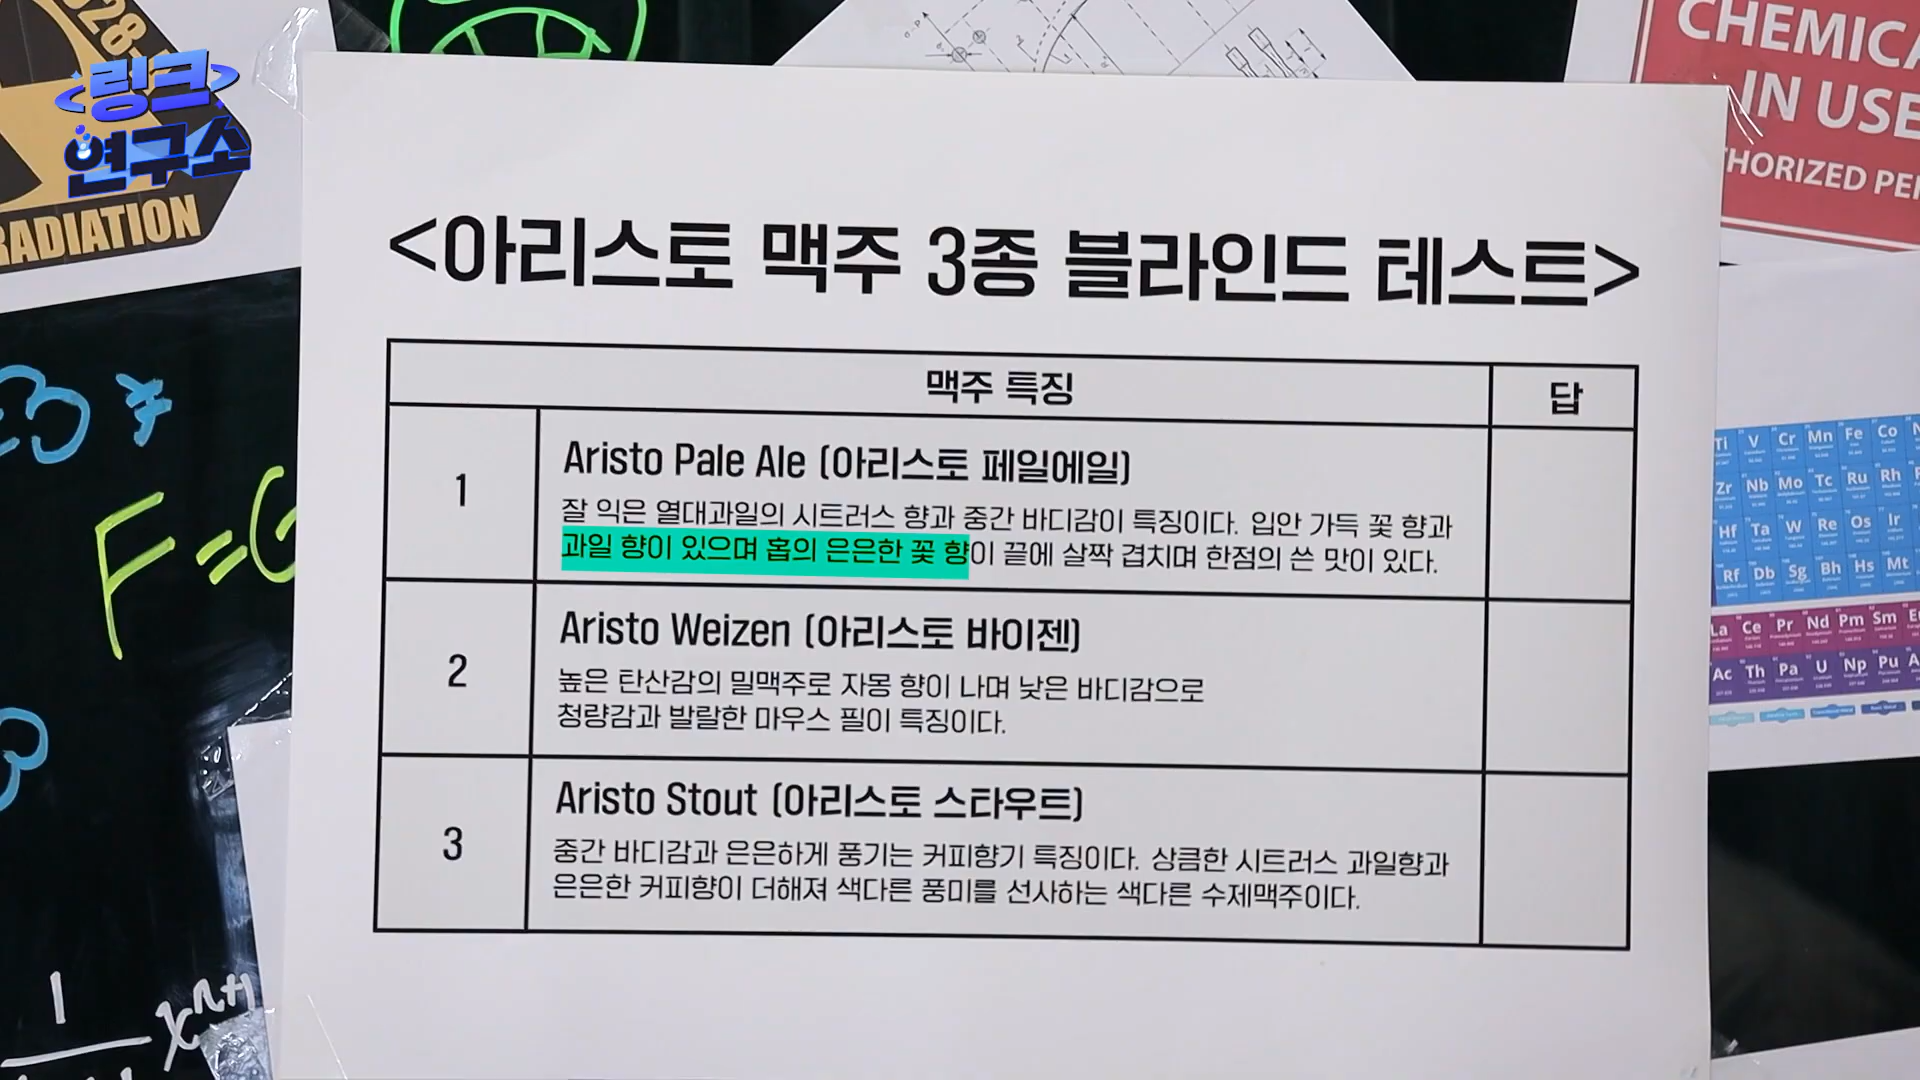 링크
연구소
RADIATION
CHEMICA
IN USE
HORIZED PE
<아리스토 맥주 3종 블라인드 테스트>
맥주 특징
답
1
Aristo Pale Ale (아리스토 페일에일)
잘 익은 열대과일의 시트러스 향과 중간 바디감이 특징이다. 입안 가득 꽃 향과
과일 향이 있으며 홉의 은은한 꽃 향이 끝에 살짝 겹치며 한점의 쓴 맛이 있다.
2
Aristo Weizen (아리스토 바이젠)
높은 탄산감의 밀맥주로 자몽 향이 나며 낮은 바디감으로
청량감과 발랄한 마우스 필이 특징이다.
3
Aristo Stout (아리스토 스타우트)
중간 바디감과 은은하게 풍기는 커피향기 특징이다. 상큼한 시트러스 과일향과
은은한 커피향이 더해져 색다른 풍미를 선사하는 색다른 수제맥주이다.
F=G
Ti V Cr Mn Fe Co
Zr Nb Mo Tc Ru Rh
Hf Ta W Re Os Ir
Rf Db Sg Bh Hs Mt
La Ce Pr Nd Pm Sm
Ac Th Pa U Np Pu